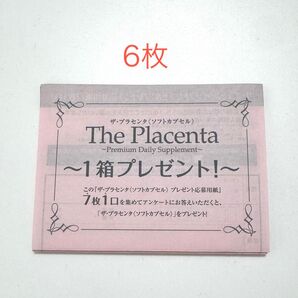 6枚
ザ・プラセンタ〈ソフトカプセル〉
The Placenta
~Premium Daily Supplement~
～1箱プレゼント!～
この「ザ・プラセンタ〈ソフトカプセル〉プレゼント応募用紙」
7枚1口を集めてアンケートにお答えいただくと、
「ザ・プラセンタ〈ソフトカプセル〉」をプレゼント!